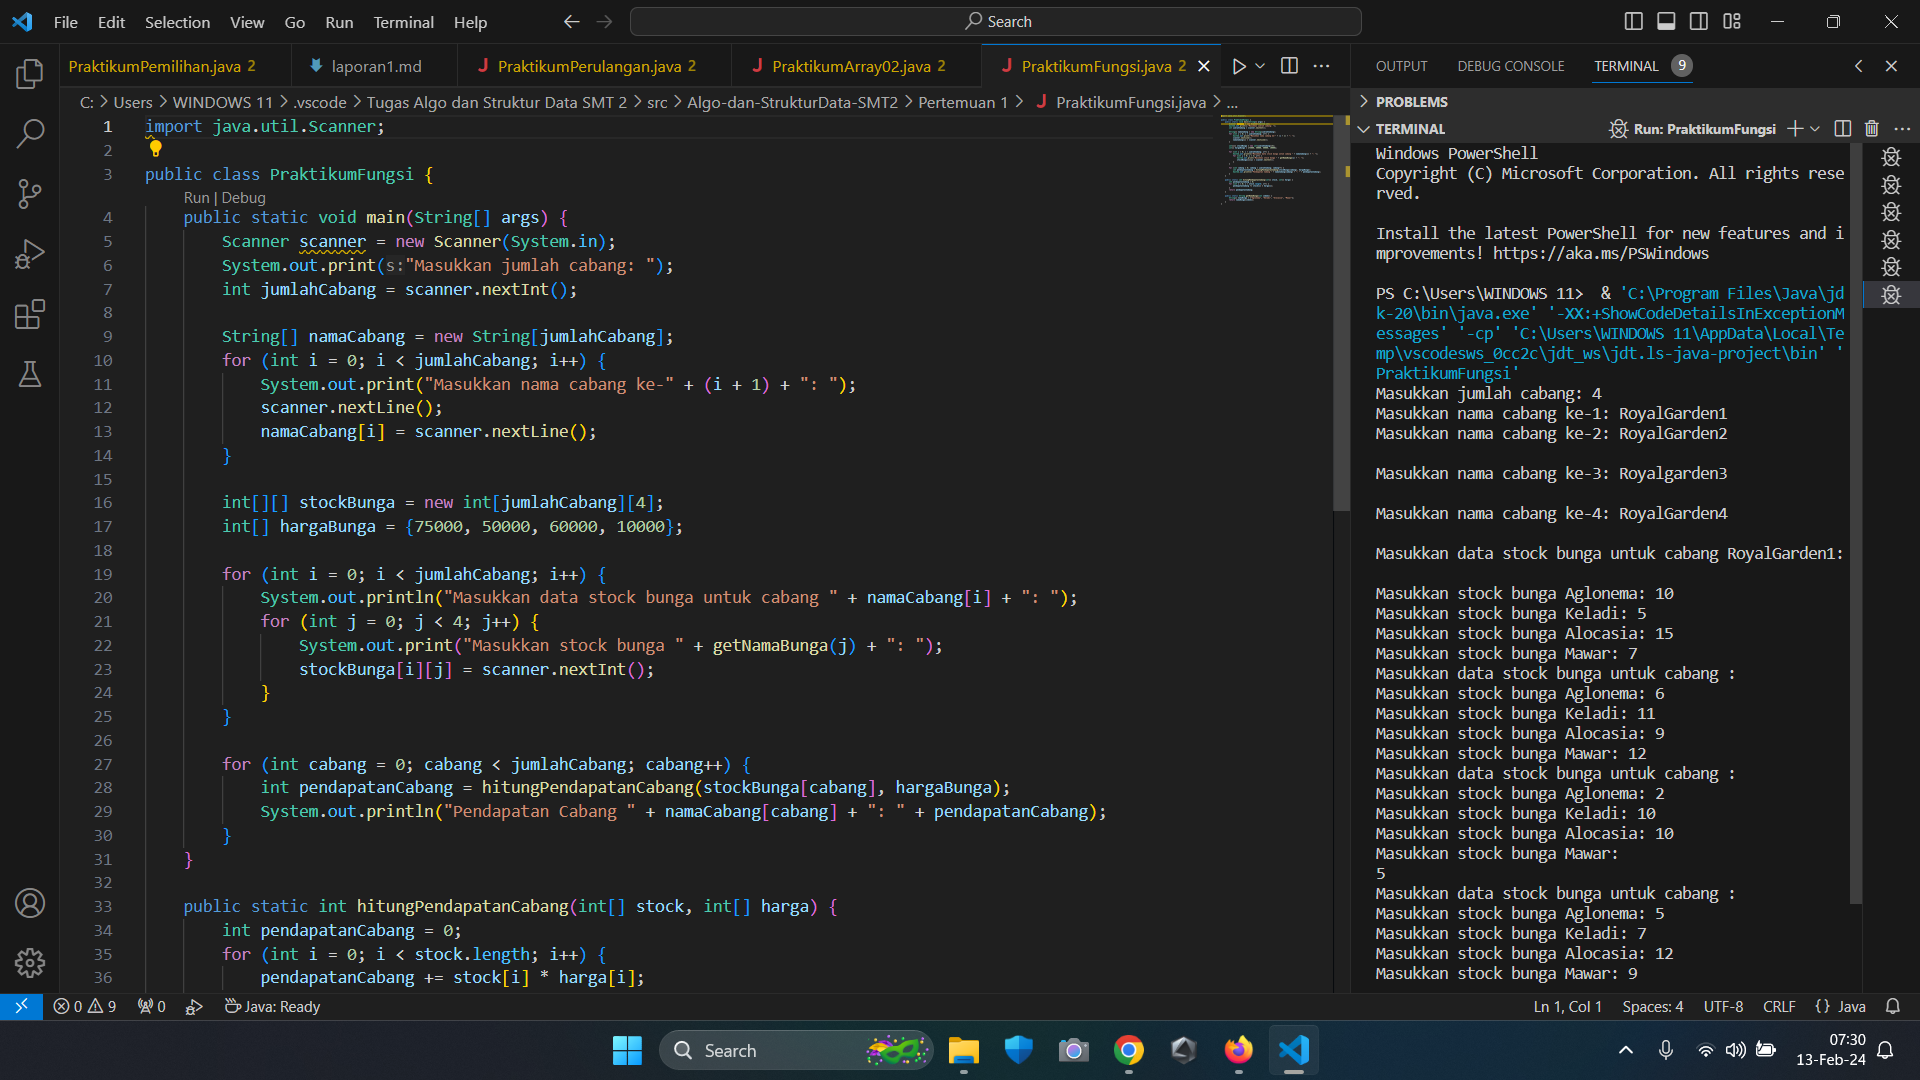 File Edit Selection View Go Run Terminal Help
Search
PraktikumPemilihan.java 2
laporan1.md
J PraktikumPerulangan.java 2
J PraktikumArray02.java 2
J PraktikumFungsi.java 2
C: > Users > WINDOWS 11 > .vscode > Tugas Algo dan Struktur Data SMT 2 > src > Algo-dan-StrukturData-SMT2 > Pertemuan 1 > J PraktikumFungsi.java > ...
1 import java.util.Scanner;
2
3 public class PraktikumFungsi {
Run | Debug
4 public static void main(String[] args) {
5 Scanner scanner = new Scanner(System.in);
6 System.out.print(s:"Masukkan jumlah cabang: ");
7 int jumlahCabang = scanner.nextInt();
8
9 String[] namaCabang = new String[jumlahCabang];
10 for (int i = 0; i < jumlahCabang; i++) {
11 System.out.print("Masukkan nama cabang ke-" + (i + 1) + ": ");
12 scanner.nextLine();
13 namaCabang[i] = scanner.nextLine();
14 }
15
16 int[][] stockBunga = new int[jumlahCabang][4];
17 int[] hargaBunga = {75000, 50000, 60000, 10000};
18
19 for (int i = 0; i < jumlahCabang; i++) {
20 System.out.println("Masukkan data stock bunga untuk cabang " + namaCabang[i] + ": ");
21 for (int j = 0; j < 4; j++) {
22 System.out.print("Masukkan stock bunga " + getNamaBunga(j) + ": ");
23 stockBunga[i][j] = scanner.nextInt();
24 }
25 }
26
27 for (int cabang = 0; cabang < jumlahCabang; cabang++) {
28 int pendapatanCabang = hitungPendapatanCabang(stockBunga[cabang], hargaBunga);
29 System.out.println("Pendapatan Cabang " + namaCabang[cabang] + ": " + pendapatanCabang);
30 }
31 }
32
33 public static int hitungPendapatanCabang(int[] stock, int[] harga) {
34 int pendapatanCabang = 0;
35 for (int i = 0; i < stock.length; i++) {
36 pendapatanCabang += stock[i] * harga[i];
OUTPUT DEBUG CONSOLE TERMINAL 9
PROBLEMS
TERMINAL
Run: PraktikumFungsi
Windows PowerShell
Copyright (C) Microsoft Corporation. All rights rese
rved.
Install the latest PowerShell for new features and i
mprovements! https://aka.ms/PSWindows
PS C:\Users\WINDOWS 11> & 'C:\Program Files\Java\jd
k-20\bin\java.exe' '-XX:+ShowCodeDetailsInExceptionM
essages' '-cp' 'C:\Users\WINDOWS 11\AppData\Local\Te
mp\vscodesws_0cc2c\jdt_ws\jdt.ls-java-project\bin' '
PraktikumFungsi'
Masukkan jumlah cabang: 4
Masukkan nama cabang ke-1: RoyalGarden1
Masukkan nama cabang ke-2: RoyalGarden2
Masukkan nama cabang ke-3: Royalgarden3
Masukkan nama cabang ke-4: RoyalGarden4
Masukkan data stock bunga untuk cabang RoyalGarden1:
Masukkan stock bunga Aglonema: 10
Masukkan stock bunga Keladi: 5
Masukkan stock bunga Alocasia: 15
Masukkan stock bunga Mawar: 7
Masukkan data stock bunga untuk cabang :
Masukkan stock bunga Aglonema: 6
Masukkan stock bunga Keladi: 11
Masukkan stock bunga Alocasia: 9
Masukkan stock bunga Mawar: 12
Masukkan data stock bunga untuk cabang :
Masukkan stock bunga Aglonema: 2
Masukkan stock bunga Keladi: 10
Masukkan stock bunga Alocasia: 10
Masukkan stock bunga Mawar:
5
Masukkan data stock bunga untuk cabang :
Masukkan stock bunga Aglonema: 5
Masukkan stock bunga Keladi: 7
Masukkan stock bunga Alocasia: 12
Masukkan stock bunga Mawar: 9
0 9 0 Java: Ready
Ln 1, Col 1 Spaces: 4 UTF-8 CRLF {} Java
Search
07:30
13-Feb-24